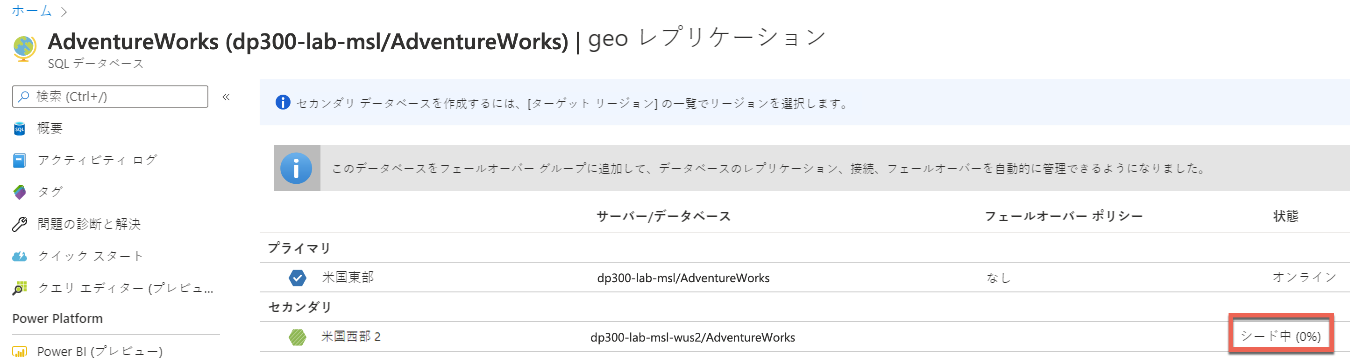 ホーム >
AdventureWorks (dp300-lab-msl/AdventureWorks) | geo レプリケーション
SQL データベース
検索 (Ctrl+/)
«
セカンダリ データベースを作成するには、[ターゲット リージョン] の一覧でリージョンを選択します。
概要
アクティビティ ログ
このデータベースをフェールオーバー グループに追加して、データベースのレプリケーション、接続、フェールオーバーを自動的に管理できるようになりました。
タグ
問題の診断と解決
サーバー/データベース フェールオーバー ポリシー 状態
クイック スタート
プライマリ
クエリ エディター (プレビュ...
米国東部 dp300-lab-msl/AdventureWorks なし オンライン
セカンダリ
Power Platform
米国西部 2 dp300-lab-msl-wus2/AdventureWorks シード中 (0%)
Power BI (プレビュー)